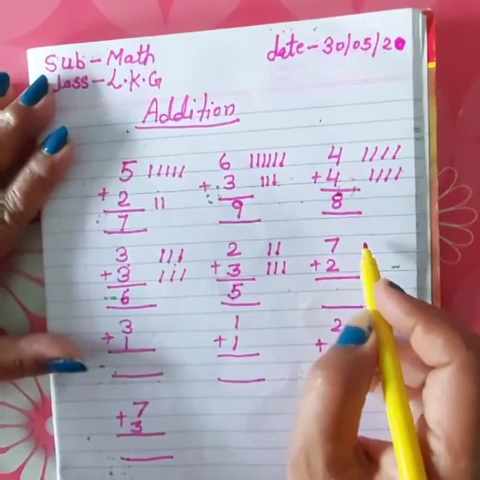 Sub - Math date - 30/05/20
Class - L.K.G
Addition
5 ||||| 6 |||||| 4 ||||
+ 2 || + 3 ||| + 4 ||||
7 9 8
3 ||| 2 || 7
+ 3 ||| + 3 ||| + 2
6 5
3 1 2
+ 1 + 1 +
7
+ 3